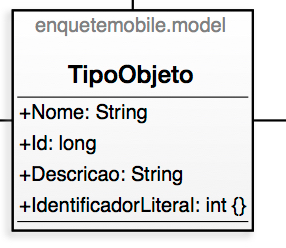 enquetemobile.model
TipoObjeto
+Nome: String
+Id: long
+Descricao: String
+IdentificadorLiteral: int {}